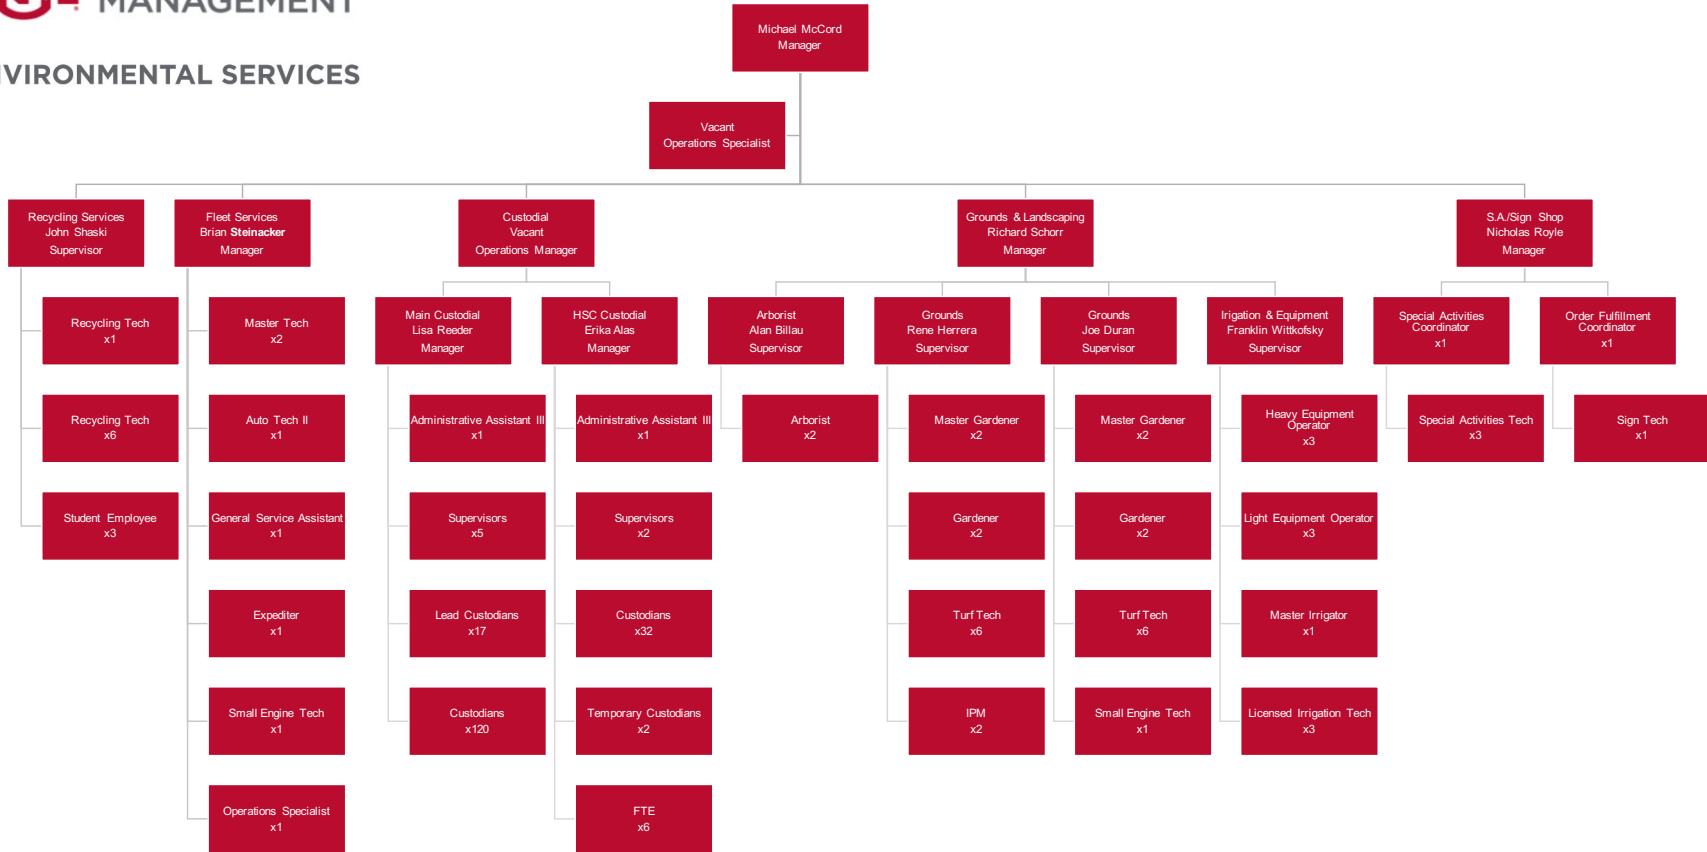 MANAGEMENT
NVIRONMENTAL SERVICES
Michael McCord
Manager
Vacant
Operations Specialist
Recycling Services
John Shaski
Supervisor
Fleet Services
Brian Steinacker
Manager
Custodial
Vacant
Operations Manager
Grounds & Landscaping
Richard Schorr
Manager
S.A./Sign Shop
Nicholas Royle
Manager
Recycling Tech
x1
Recycling Tech
x6
Student Employee
x3
Master Tech
x2
Auto Tech II
x1
General Service Assistant
x1
Expediter
x1
Small Engine Tech
x1
Operations Specialist
x1
Main Custodial
Lisa Reeder
Manager
Administrative Assistant III
x1
Supervisors
x5
Lead Custodians
x17
Custodians
x120
HSC Custodial
Erika Alas
Manager
Administrative Assistant III
x1
Supervisors
x2
Custodians
x32
Temporary Custodians
x2
FTE
x6
Arborist
Alan Billau
Supervisor
Arborist
x2
Grounds
Rene Herrera
Supervisor
Master Gardener
x2
Gardener
x2
Turf Tech
x6
IPM
x2
Grounds
Joe Duran
Supervisor
Master Gardener
x2
Gardener
x2
Turf Tech
x6
Small Engine Tech
x1
Irigation & Equipment
Franklin Wittkofsky
Supervisor
Heavy Equipment
Operator
x3
Light Equipment Operator
x3
Master Irrigator
x1
Licensed Irrigation Tech
x3
Special Activities
Coordinator
x1
Special Activities Tech
x3
Order Fulfillment
Coordinator
x1
Sign Tech
x1